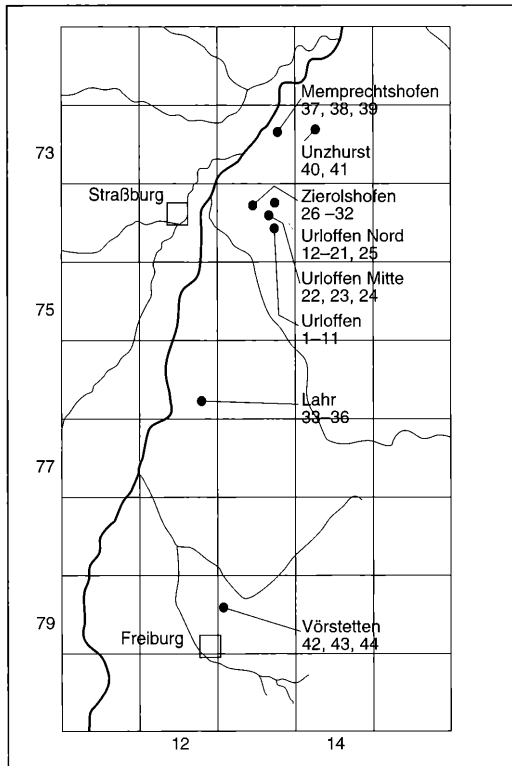 Memprechtshofen
37, 38, 39
73
Unzhurst
40, 41
Straßburg
Zierolshofen
26 –32
Urloffen Nord
12–21, 25
Urloffen Mitte
22, 23, 24
75
Urloffen
1–11
Lahr
33–36
77
79
Vörstetten
42, 43, 44
Freiburg
12
14